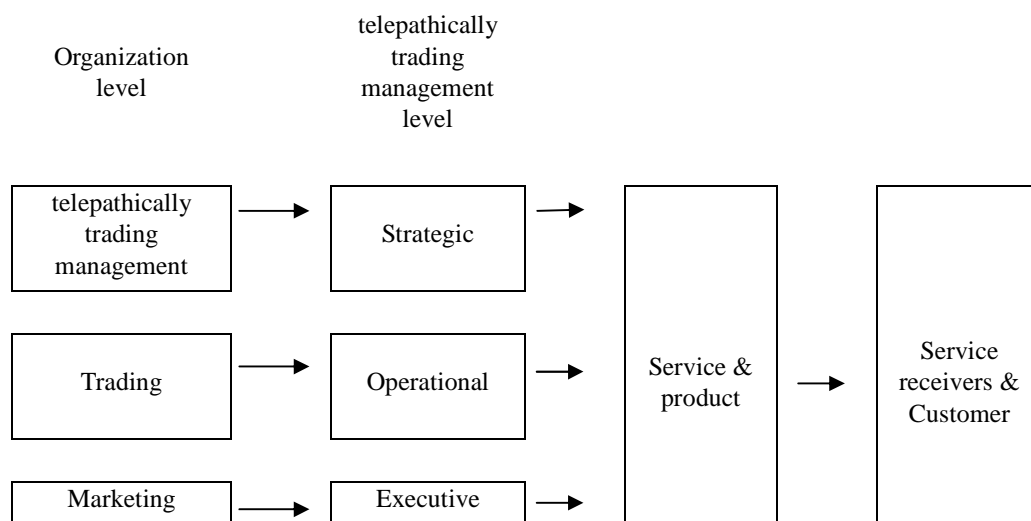 Organization
level
telepathically
trading
management
level
telepathically
trading
management
Strategic
Trading
Operational
Marketing
Executive
Service &
product
Service
receivers &
Customer